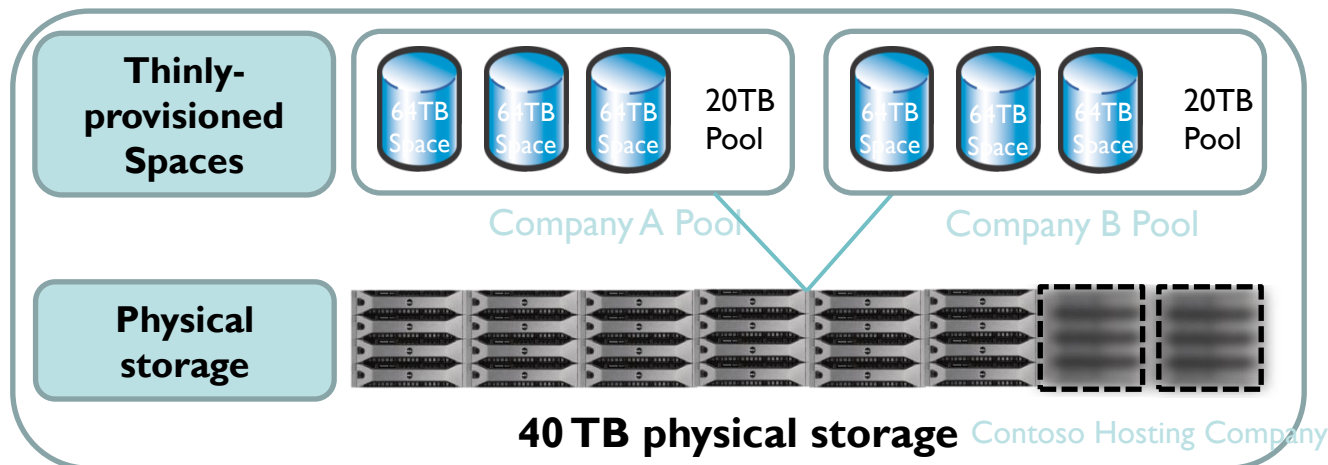 Thinly-
provisioned
Spaces
64TB
Space
64TB
Space
64TB
Space
20TB
Pool
64TB
Space
64TB
Space
64TB
Space
20TB
Pool
Company A Pool
Company B Pool
Physical
storage
40 TB physical storage
Contoso Hosting Company